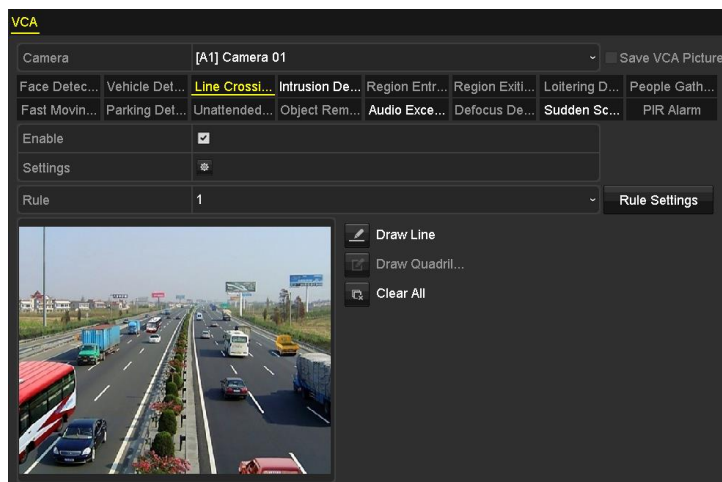 VCA
Camera [A1] Camera 01 Save VCA Picture
Face Detec... Vehicle Det... Line Crossi... Intrusion De... Region Entr... Region Exiti... Loitering D... People Gath...
Fast Movin... Parking Det... Unattended... Object Rem... Audio Exce... Defocus De... Sudden Sc... PIR Alarm
Enable
Settings
Rule 1 Rule Settings
Draw Line
Draw Quadril...
Clear All